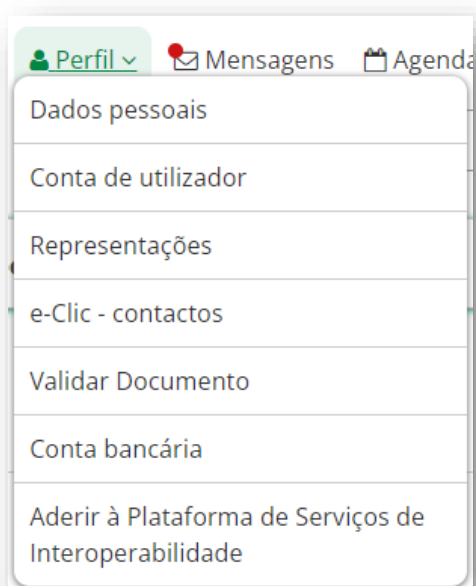 Perfil Mensagens Agenda
Dados pessoais
Conta de utilizador
Representações
e-Clic - contactos
Validar Documento
Conta bancária
Aderir à Plataforma de Serviços de
Interoperabilidade